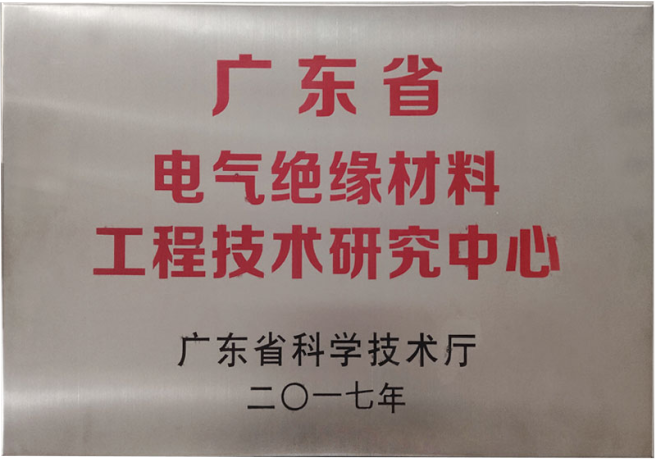 广东省
电气绝缘材料
工程技术研究中心
广东省科学技术厅
二〇一七年